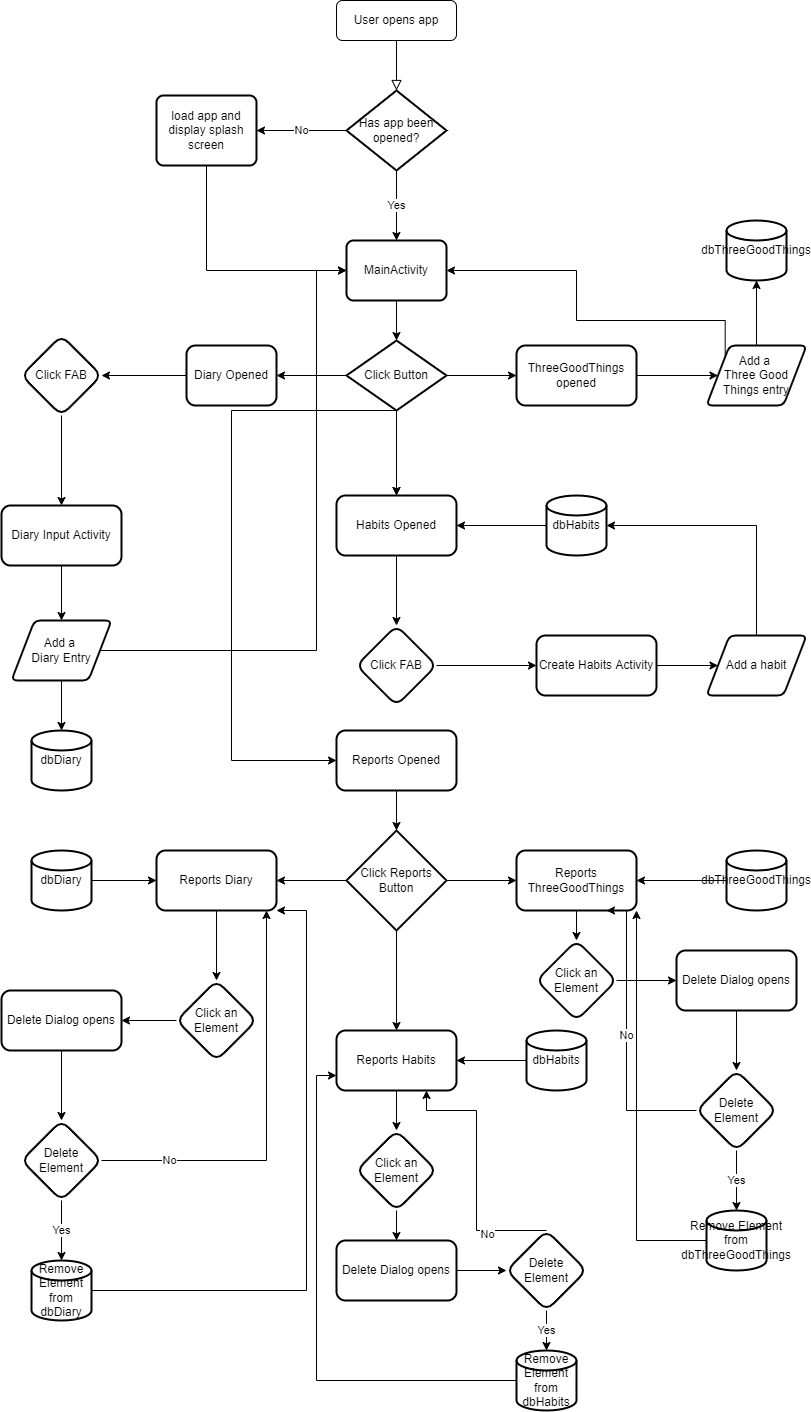 User opens app
load app and
display splash
screen
No
Has app been
opened?
Yes
MainActivity
dbThreeGoodThings
Click FAB
Diary Opened
Click Button
ThreeGoodThings
opened
Add a
Three Good
Things entry
Diary Input Activity
Habits Opened
dbHabits
Add a
Diary Entry
Click FAB
Create Habits Activity
Add a habit
dbDiary
Reports Opened
dbDiary
Reports Diary
Click Reports
Button
Reports
ThreeGoodThings
dbThreeGoodThings
Click an
Element
Delete Dialog opens
Delete Dialog opens
Click an
Element
No
Reports Habits
dbHabits
Delete
Element
Delete
Element
No
Click an
Element
Yes
Yes
No
Remove Element
from
dbThreeGoodThings
Delete Dialog opens
Delete
Element
Remove
Element
from
dbDiary
Yes
Remove
Element
from
dbHabits